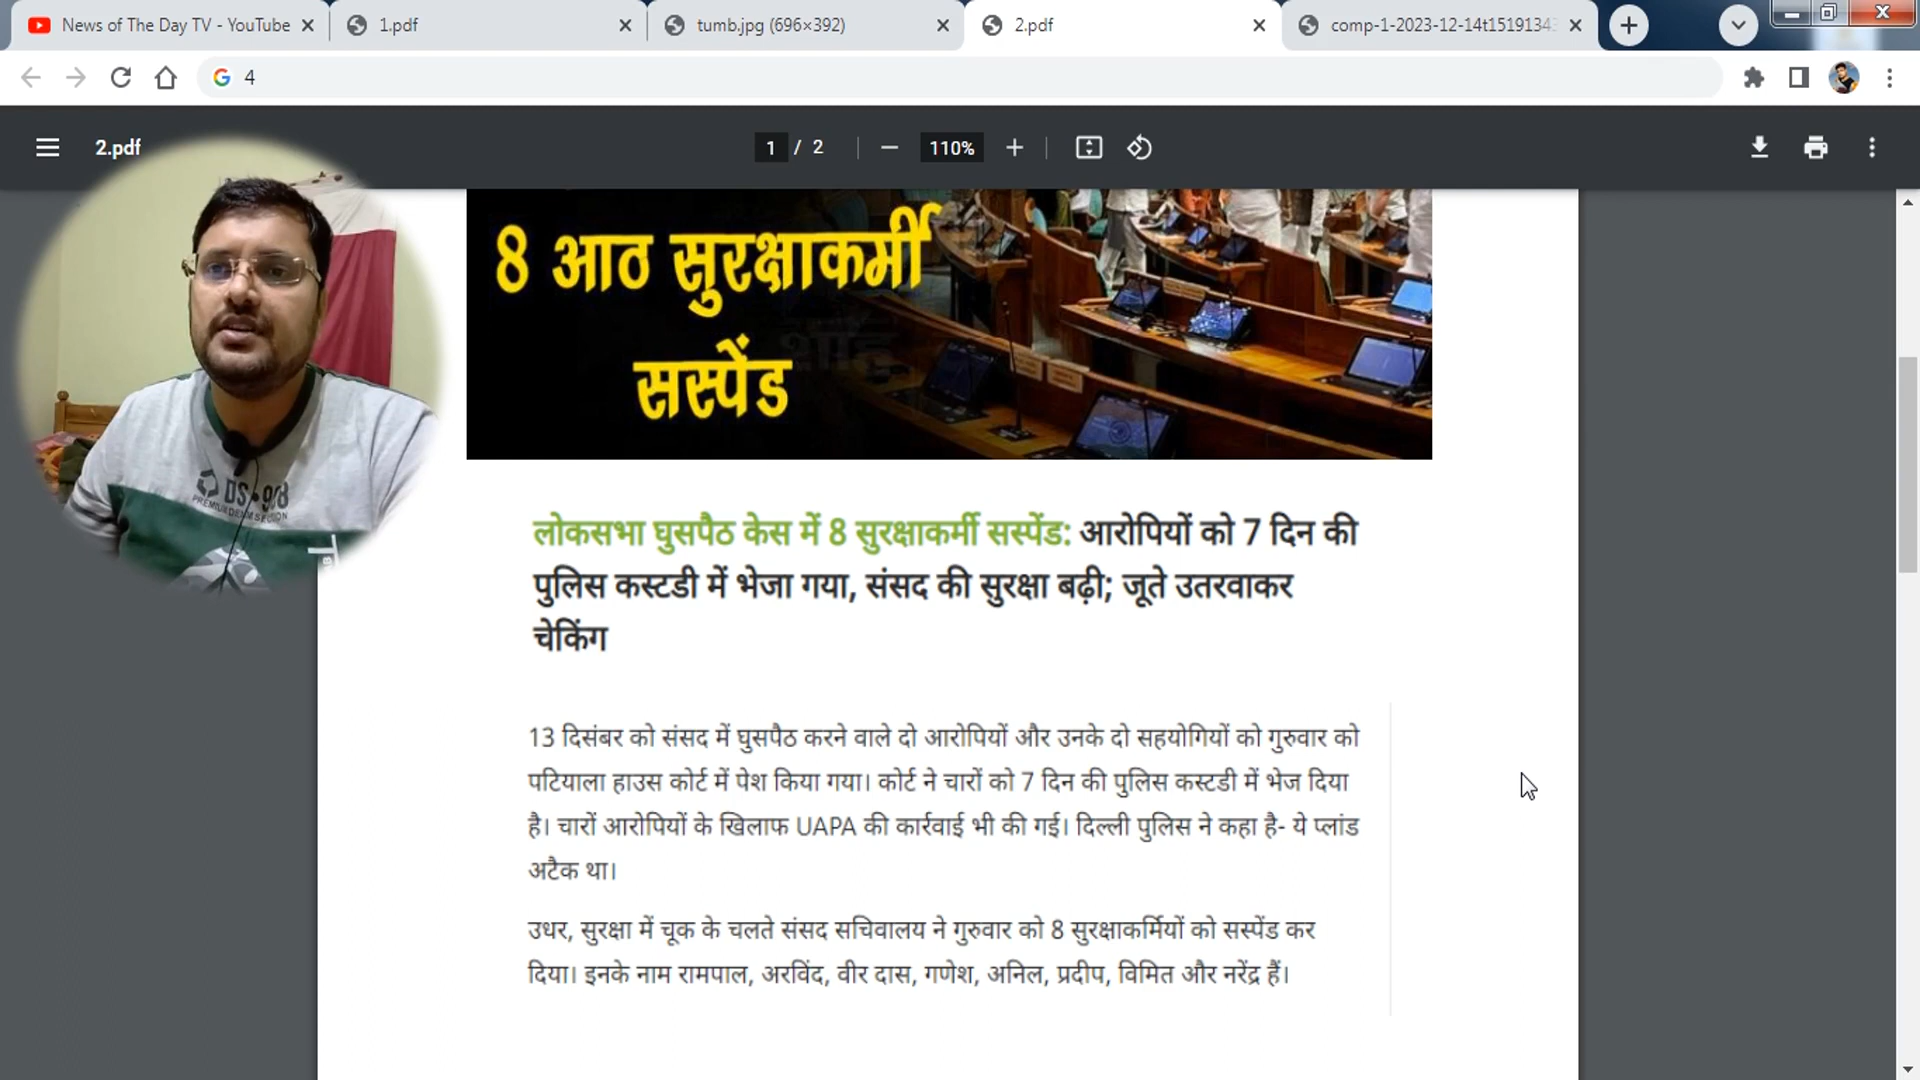 News of The Day TV - YouTube
1.pdf
tumb.jpg (696×392)
2.pdf
comp-1-2023-12-14t1519134
4
2.pdf
1 / 2
110%
8 आठ सुरक्षाकर्मी
सस्पेंड
लोकसभा घुसपैठ केस में 8 सुरक्षाकर्मी सस्पेंड: आरोपियों को 7 दिन की
पुलिस कस्टडी में भेजा गया, संसद की सुरक्षा बढ़ी; जूते उतरवाकर
चेकिंग
13 दिसंबर को संसद में घुसपैठ करने वाले दो आरोपियों और उनके दो सहयोगियों को गुरुवार को
पटियाला हाउस कोर्ट में पेश किया गया। कोर्ट ने चारों को 7 दिन की पुलिस कस्टडी में भेज दिया
है। चारों आरोपियों के खिलाफ UAPA की कार्रवाई भी की गई। दिल्ली पुलिस ने कहा है- ये प्लांड
अटैक था।
उधर, सुरक्षा में चूक के चलते संसद सचिवालय ने गुरुवार को 8 सुरक्षाकर्मियों को सस्पेंड कर
दिया। इनके नाम रामपाल, अरविंद, वीर दास, गणेश, अनिल, प्रदीप, विमित और नरेंद्र हैं।